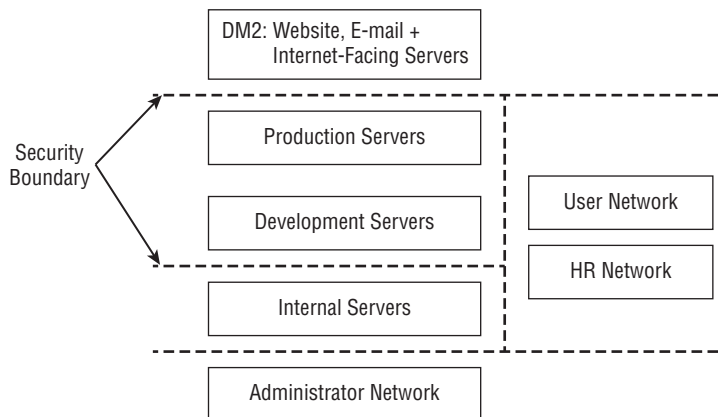 DM2: Website, E-mail +
Internet-Facing Servers
Security
Boundary
Production Servers
Development Servers
User Network
HR Network
Internal Servers
Administrator Network